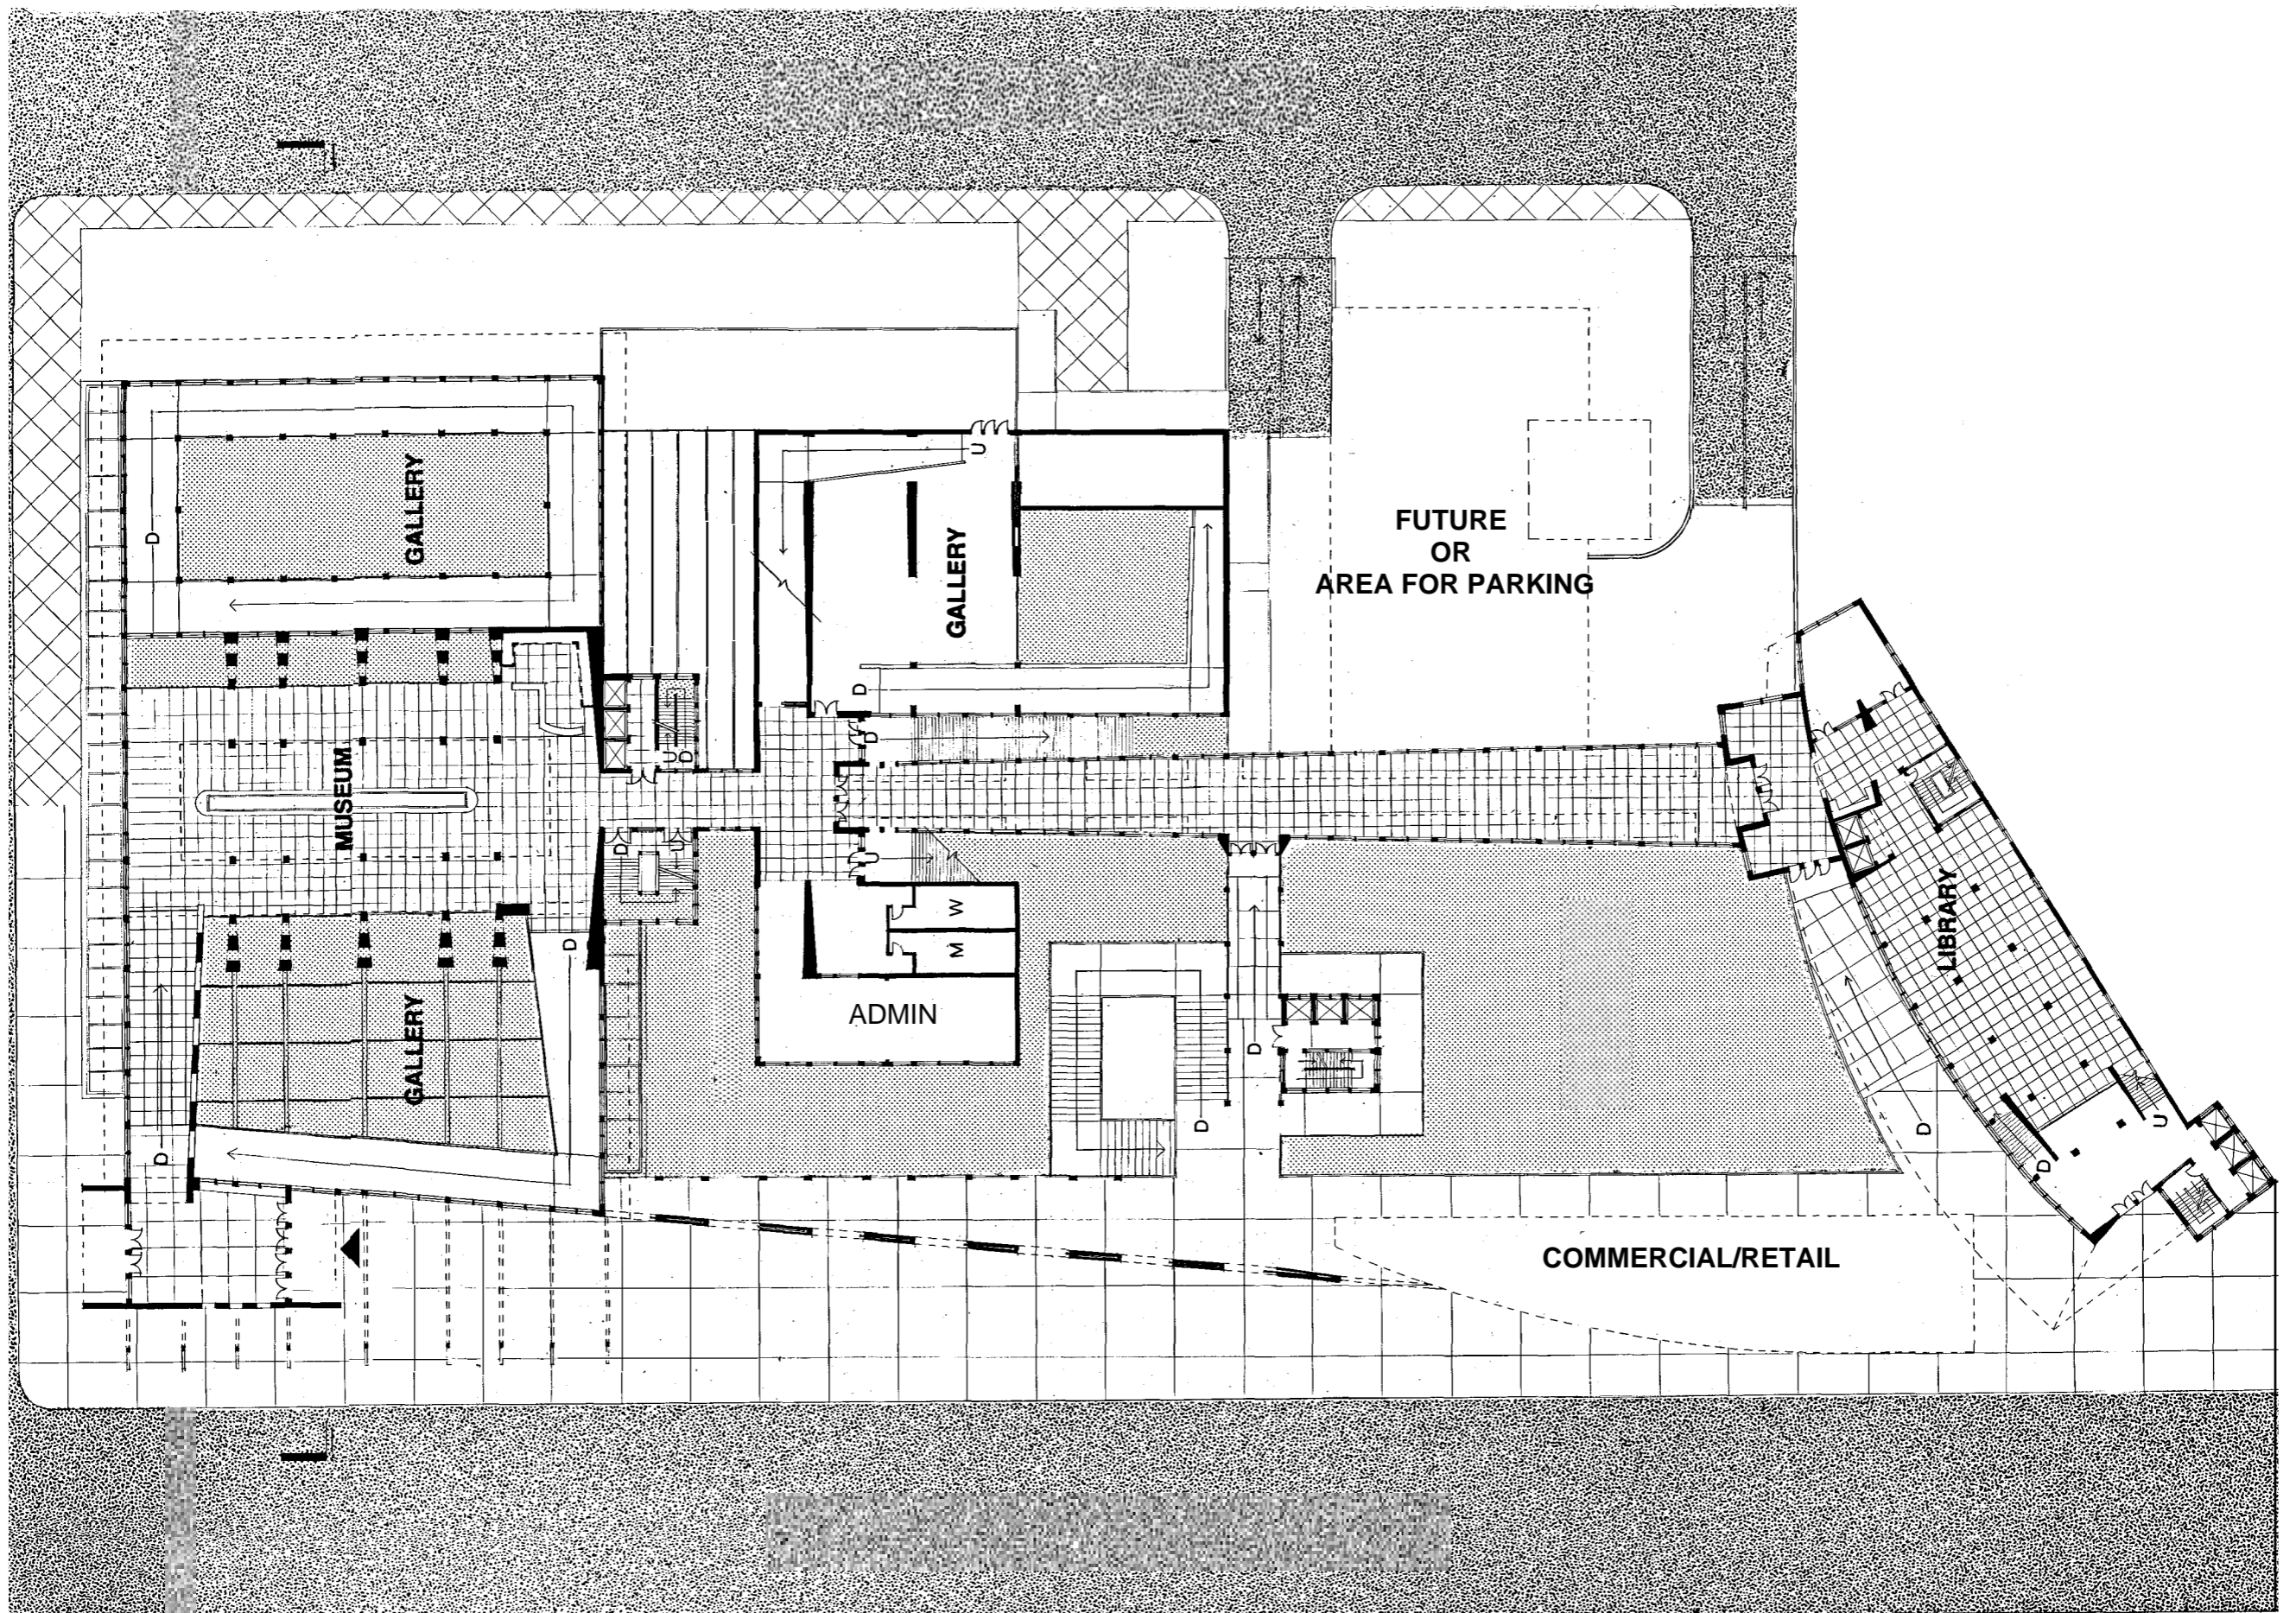 GALLERY
D
U
GALLERY
FUTURE
OR
AREA FOR PARKING
D
D
U
D
MUSEUM
D
U
U
W
LIBRARY
M
D
D
GALLERY
ADMIN
D
D
D
U
D
D
COMMERCIAL/RETAIL